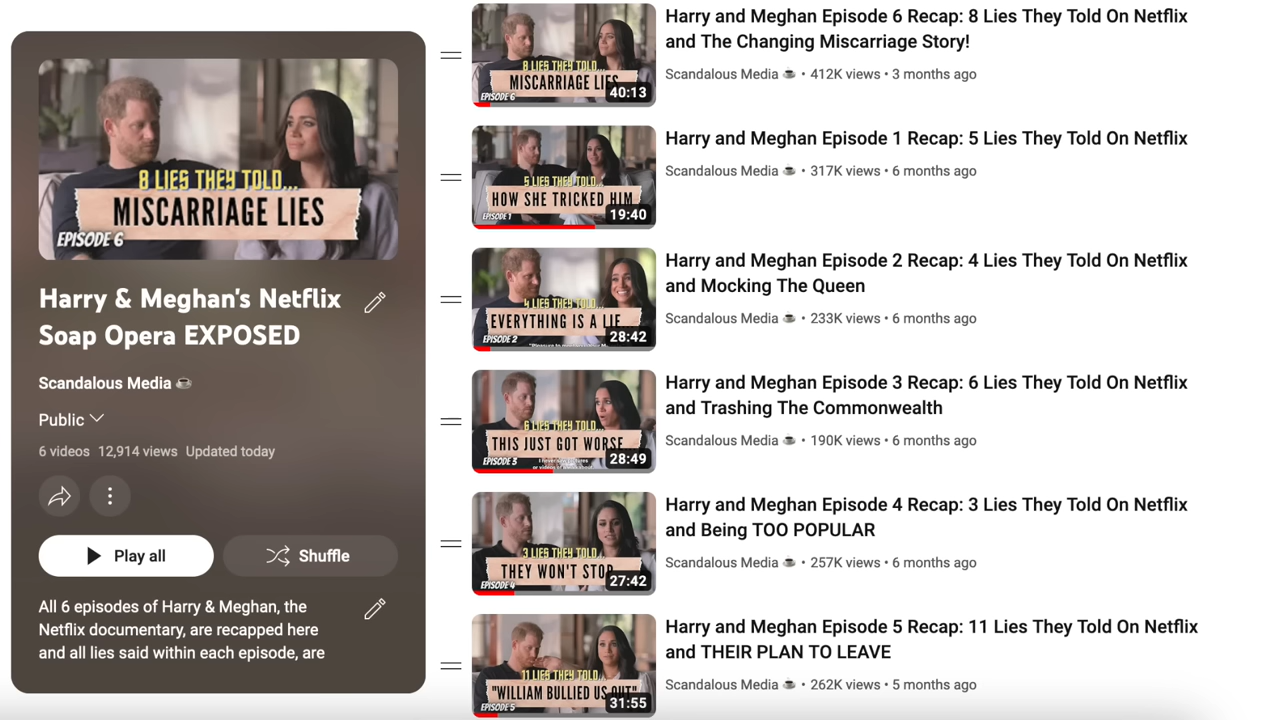 8 LIES THEY TOLD...
MISCARRIAGE LIES
EPISODE 6
Harry & Meghan's Netflix
Soap Opera EXPOSED
Scandalous Media ☕
Public
6 videos 12,914 views Updated today
Play all
Shuffle
All 6 episodes of Harry & Meghan, the
Netflix documentary, are recapped here
and all lies said within each episode, are
8 LIES THEY TOLD...
MISCARRIAGE LIES
EPISODE 6
40:13
Harry and Meghan Episode 6 Recap: 8 Lies They Told On Netflix
and The Changing Miscarriage Story!
Scandalous Media ☕ • 412K views • 3 months ago
5 LIES THEY TOLD...
HOW SHE TRICKED HIM
EPISODE 1
19:40
Harry and Meghan Episode 1 Recap: 5 Lies They Told On Netflix
Scandalous Media ☕ • 317K views • 6 months ago
4 LIES THEY TOLD...
EVERYTHING IS A LIE
EPISODE 2
28:42
Harry and Meghan Episode 2 Recap: 4 Lies They Told On Netflix
and Mocking The Queen
Scandalous Media ☕ • 233K views • 6 months ago
6 LIES THEY TOLD...
THIS JUST GOT WORSE
EPISODE 3
28:49
Harry and Meghan Episode 3 Recap: 6 Lies They Told On Netflix
and Trashing The Commonwealth
Scandalous Media ☕ • 190K views • 6 months ago
3 LIES THEY TOLD...
THEY WON'T STOP
EPISODE 4
27:42
Harry and Meghan Episode 4 Recap: 3 Lies They Told On Netflix
and Being TOO POPULAR
Scandalous Media ☕ • 257K views • 6 months ago
11 LIES THEY TOLD...
"WILLIAM BULLIED US OUT"
EPISODE 5
31:55
Harry and Meghan Episode 5 Recap: 11 Lies They Told On Netflix
and THEIR PLAN TO LEAVE
Scandalous Media ☕ • 262K views • 5 months ago